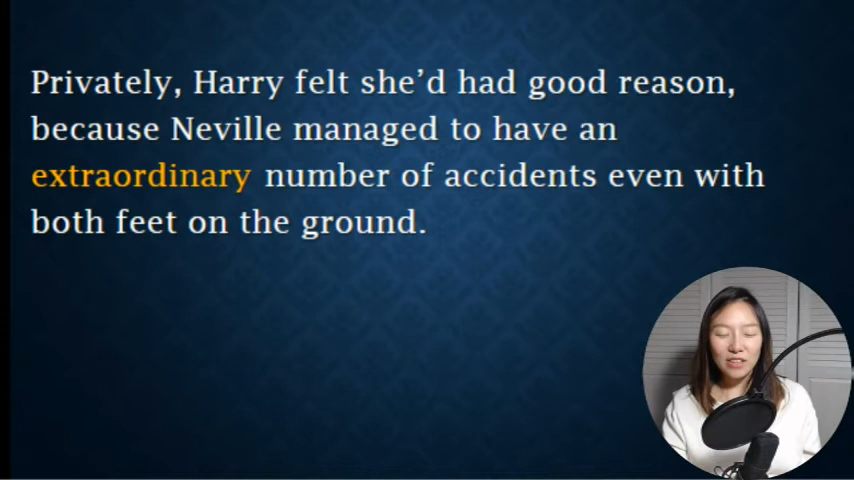 Privately, Harry felt she’d had good reason,
because Neville managed to have an
extraordinary number of accidents even with
both feet on the ground.